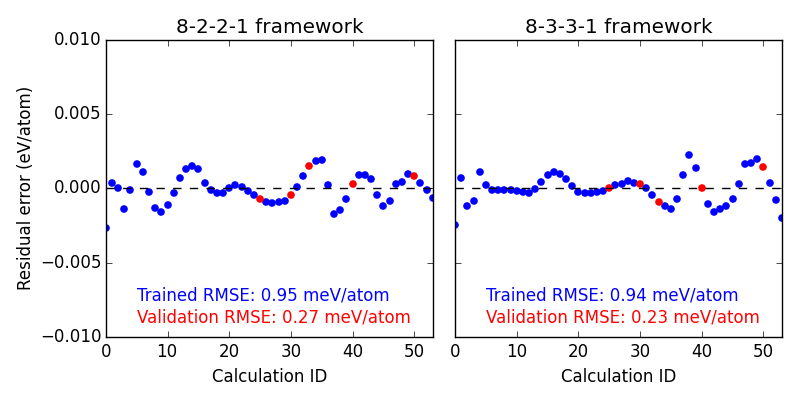 8-2-2-1 framework
8-3-3-1 framework
Residual error (eV/atom)
0.010
0.005
0.000
−0.005
−0.010
Trained RMSE: 0.95 meV/atom
Validation RMSE: 0.27 meV/atom
Trained RMSE: 0.94 meV/atom
Validation RMSE: 0.23 meV/atom
0 10 20 30 40 50
0 10 20 30 40 50
Calculation ID
Calculation ID